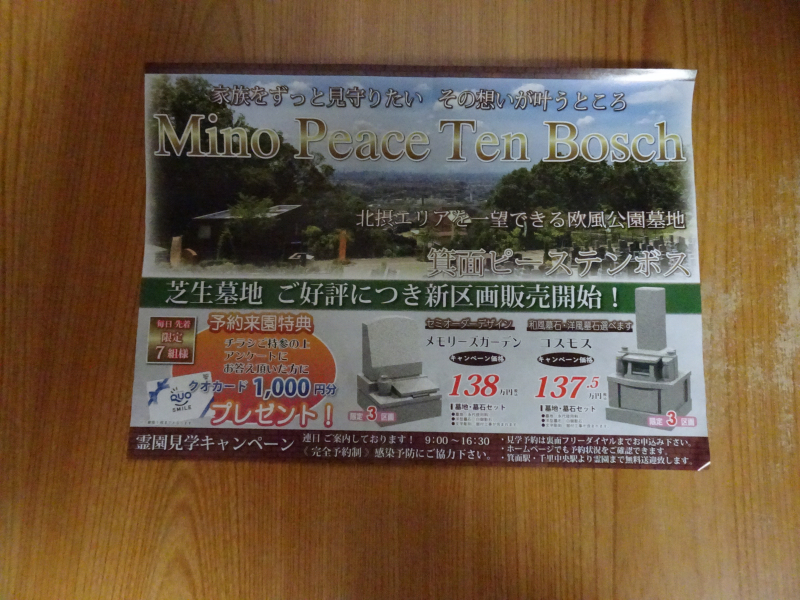 家族をずっと見守りたい その想いが叶うところ
Mino Peace Ten Bosch
北摂エリアを一望できる欧風公園墓地
箕面ピーステンボス
芝生墓地 ご好評につき新区画販売開始！
毎日 先着
限定
7組様
予約来園特典
チラシご持参の上
アンケートに
お答え頂いた方に
クオカード 1,000円分
プレゼント！
QUO
SMILE
セミオーダーデザイン
メモリーズガーデン
キャンペーン価格
138万円
墓地・墓石セット
限定3区画
和風墓石・洋風墓石選べます
コスモス
キャンペーン価格
137.5万円
墓地・墓石セット
限定3区画
霊園見学キャンペーン
連日ご案内しております！ 9:00～16:30
《完全予約制》感染予防にご協力下さい。
・見学予約は裏面フリーダイヤルまでお申込み下さい。
・ホームページでも予約状況をご確認できます。
・箕面駅・千里中央駅より霊園まで無料送迎致します。